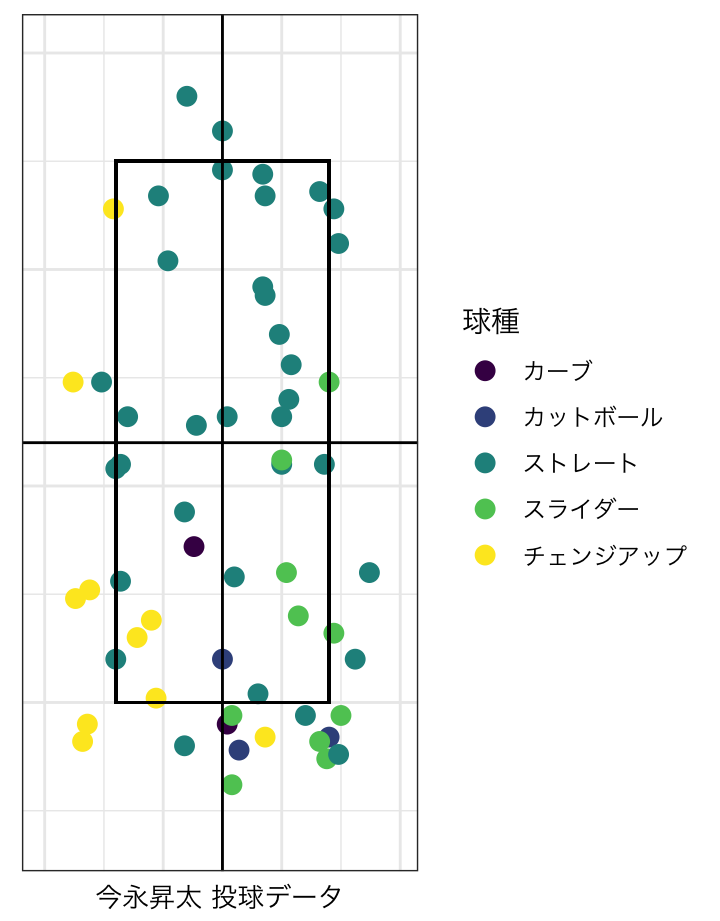 球種
カーブ
カットボール
ストレート
スライダー
チェンジアップ
今永昇太 投球データ